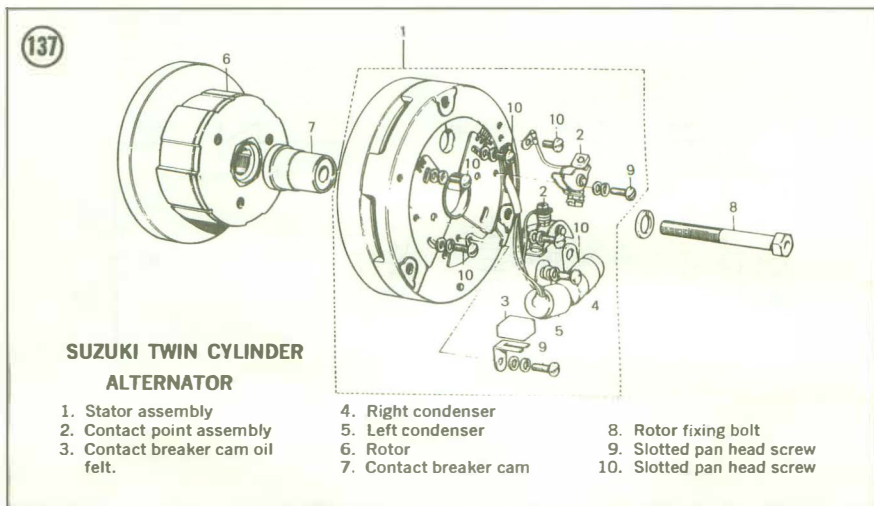 137
1
6
7
10
10
2
9
10
2
8
10
10
4
3
5
9
SUZUKI TWIN CYLINDER
ALTERNATOR
1. Stator assembly
2. Contact point assembly
3. Contact breaker cam oil
felt.
4. Right condenser
5. Left condenser
6. Rotor
7. Contact breaker cam
8. Rotor fixing bolt
9. Slotted pan head screw
10. Slotted pan head screw